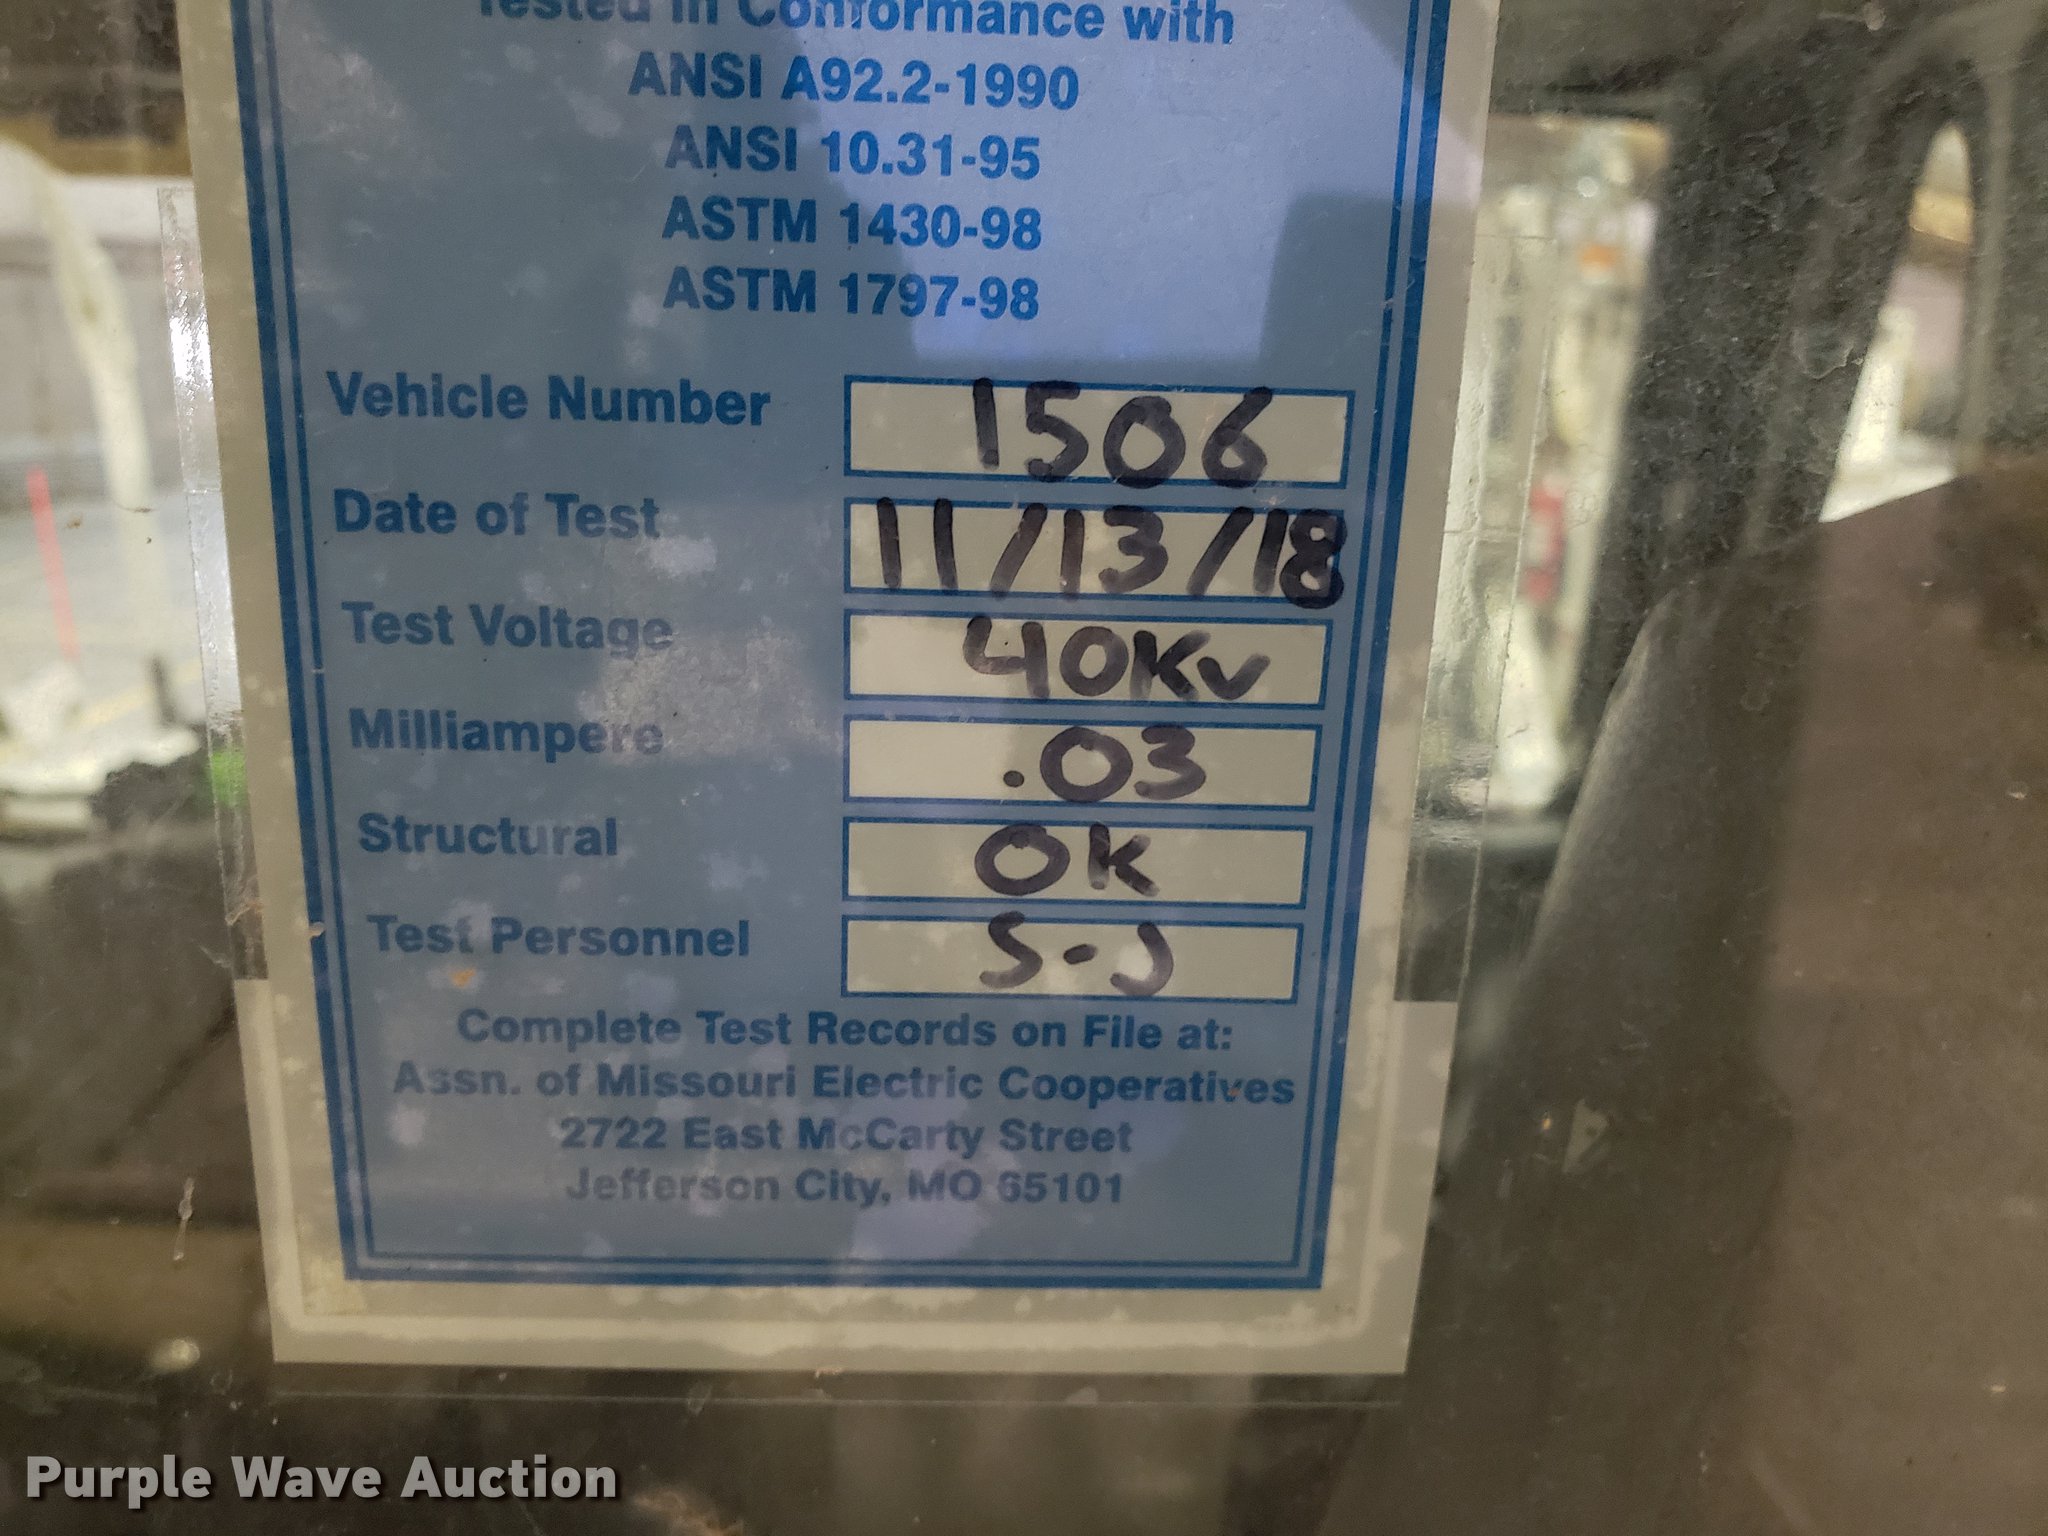 Tested in Conformance with
ANSI A92.2-1990
ANSI 10.31-95
ASTM 1430-98
ASTM 1797-98
Vehicle Number 1506
Date of Test 11/13/18
Test Voltage 40Kv
Milliampere .03
Structural OK
Test Personnel S-J
Complete Test Records on File at:
Assn. of Missouri Electric Cooperatives
2722 East McCarty Street
Jefferson City, MO 65101
Purple Wave Auction